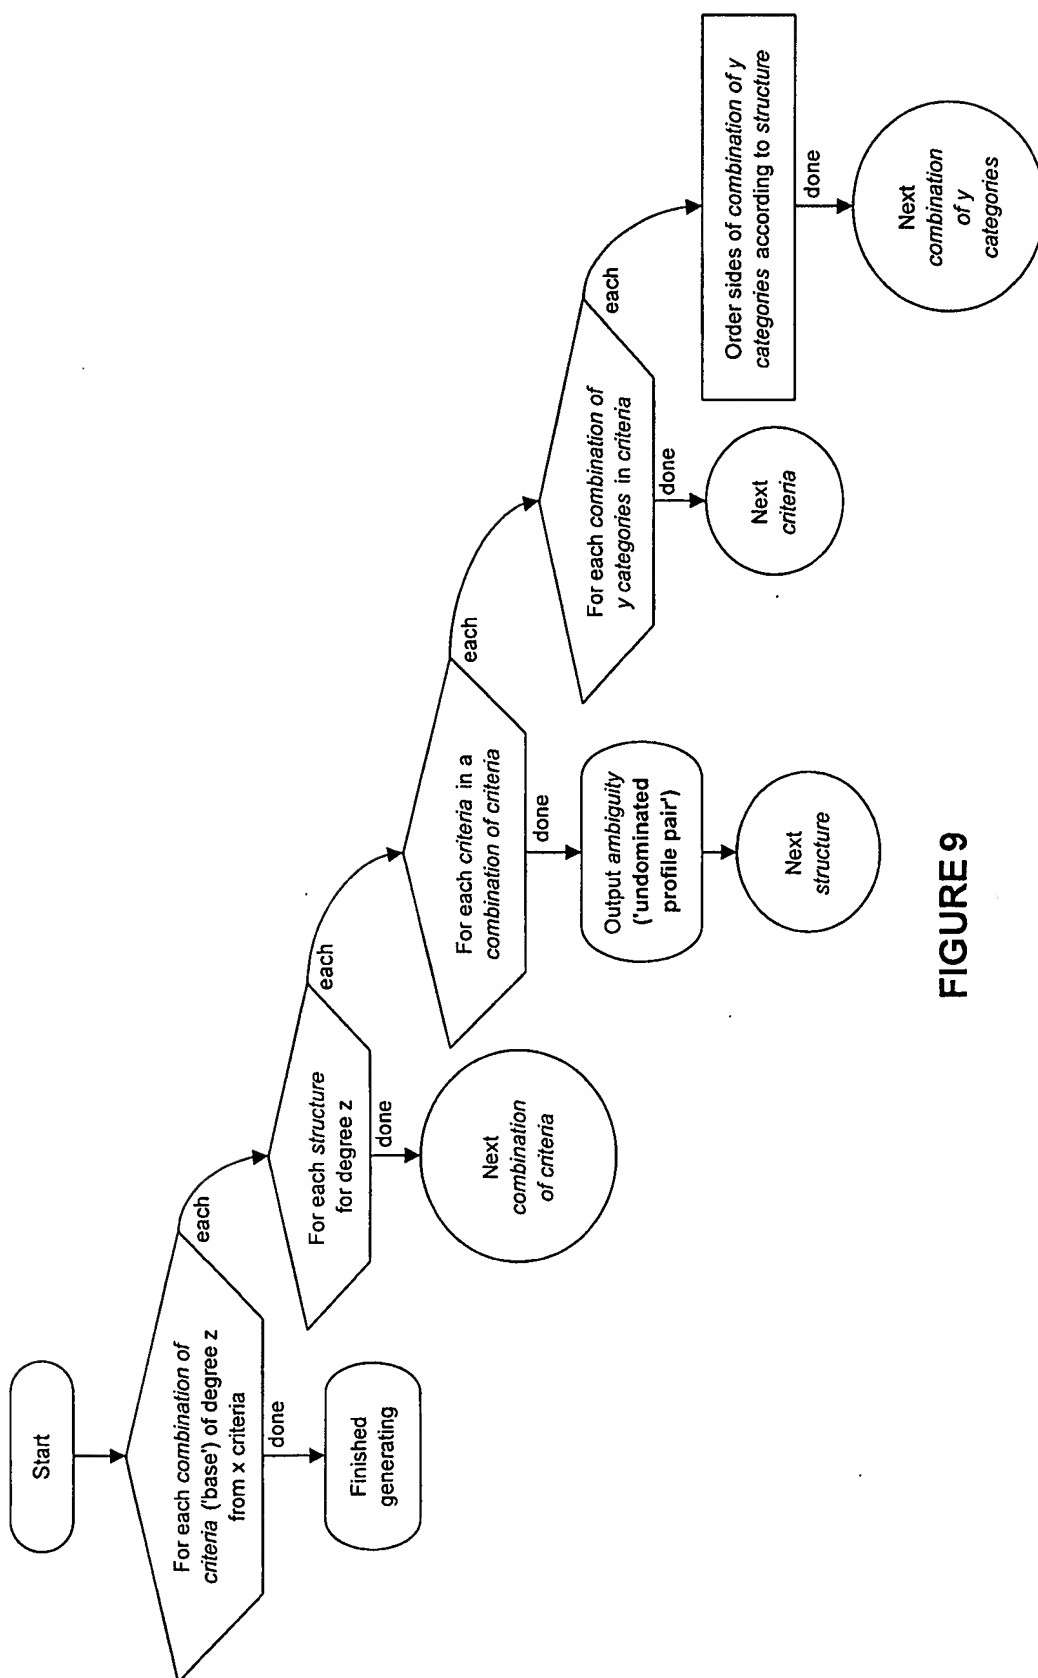 Start
For each combination of
criteria ('base') of degree z
from x criteria
each
done
Finished
generating
For each structure
for degree z
each
done
Next
combination
of criteria
For each criteria in a
combination of criteria
each
done
Output ambiguity
('undominated
profile pair')
Next
structure
For each combination of
y categories in criteria
each
done
Next
criteria
Order sides of combination of y
categories according to structure
done
Next
combination
of y
categories
FIGURE 9